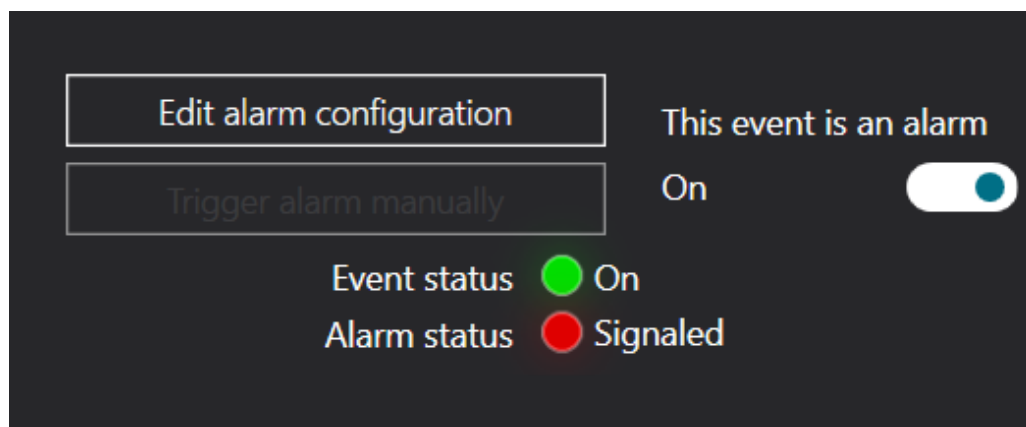 Edit alarm configuration
This event is an alarm
Trigger alarm manually
On
Event status On
Alarm status Signaled